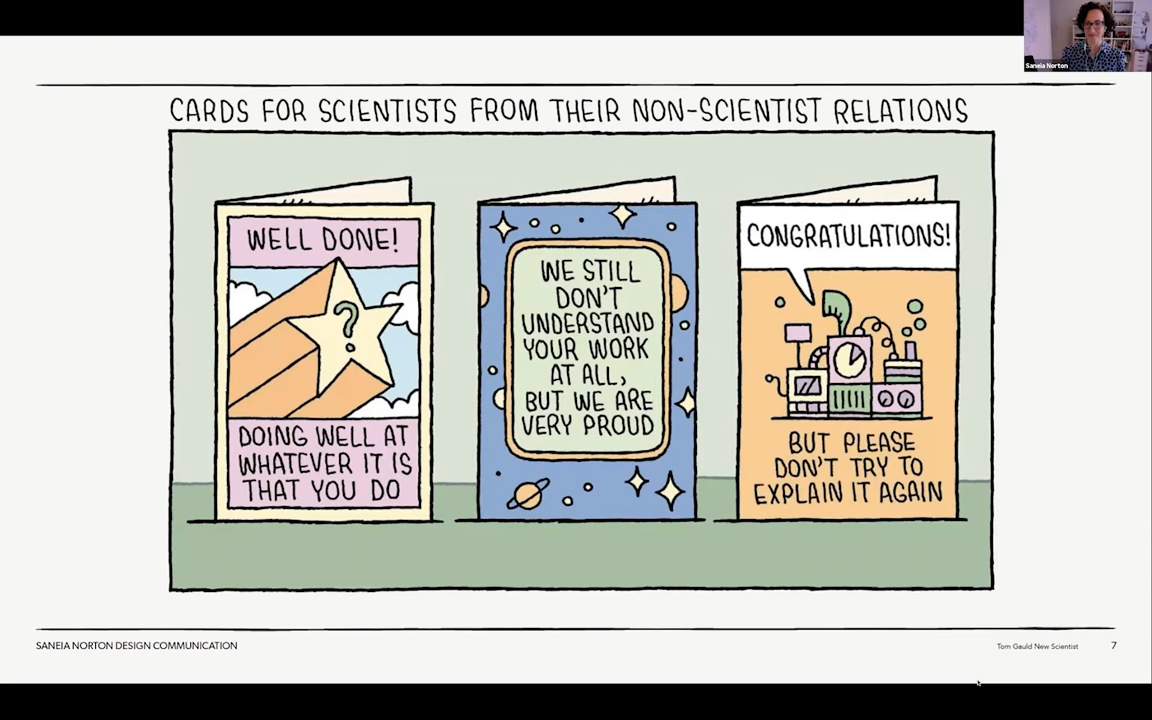 Saneia Norton
CARDS FOR SCIENTISTS FROM THEIR NON-SCIENTIST RELATIONS
WELL DONE!
?
DOING WELL AT
WHATEVER IT IS
THAT YOU DO
WE STILL
DON'T
UNDERSTAND
YOUR WORK
AT ALL,
BUT WE ARE
VERY PROUD
CONGRATULATIONS!
BUT PLEASE
DON'T TRY TO
EXPLAIN IT AGAIN
SANEIA NORTON DESIGN COMMUNICATION
Tom Gauld New Scientist
7